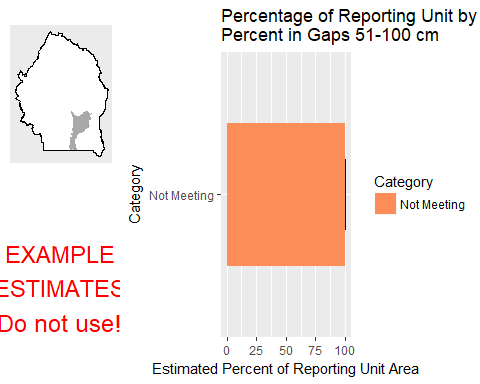 Percentage of Reporting Unit by
Percent in Gaps 51-100 cm
Category
Not Meeting
Category
Not Meeting
EXAMPLE
ESTIMATES
Do not use!
0 25 50 75 100
Estimated Percent of Reporting Unit Area